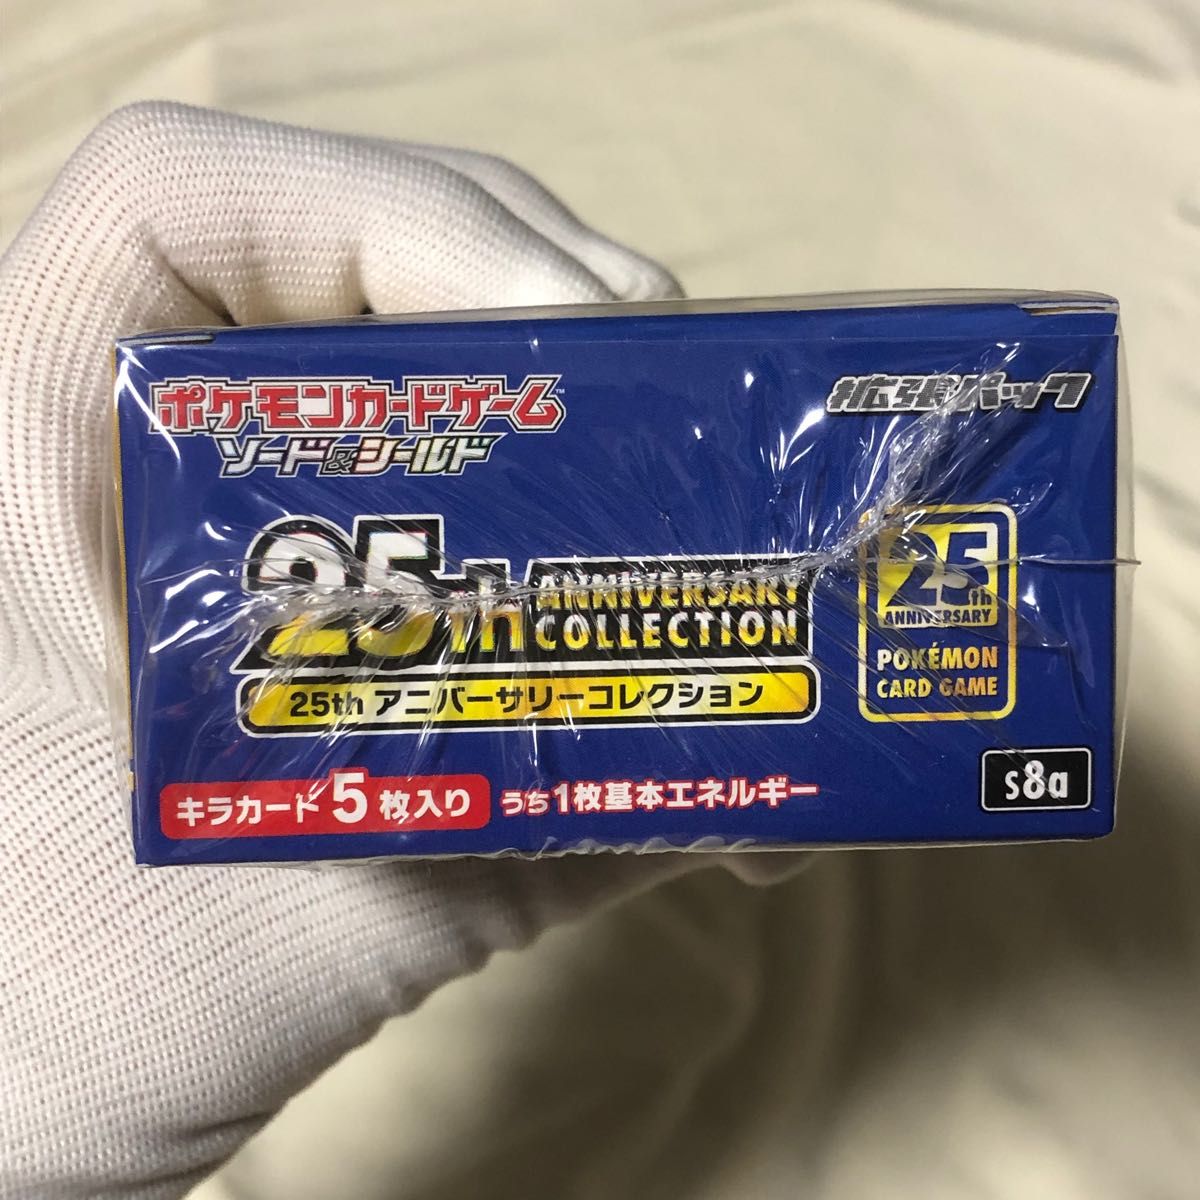 ポケモンカードゲーム™
ソード&シールド
拡張パック
25th ANNIVERSARY
COLLECTION
25th アニバーサリーコレクション
25th
ANNIVERSARY
POKÉMON
CARD GAME
キラカード5枚入り うち1枚基本エネルギー
s8a